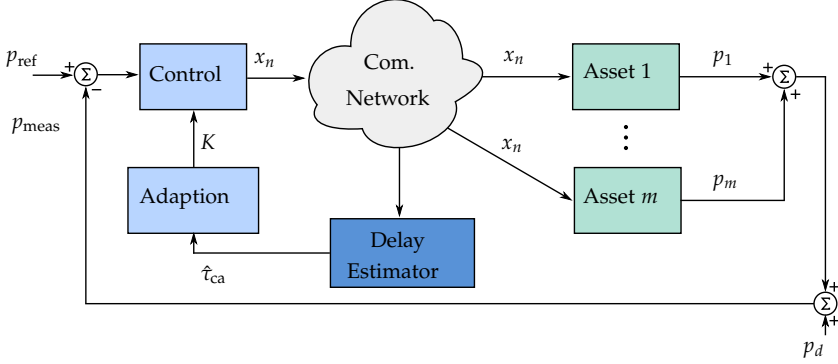 p_ref
+
Σ
−
p_meas
Control
x_n
Com.
Network
x_n
Asset 1
p_1
+
Σ
+
K
x_n
⋮
Adaption
Asset m
p_m
Delay
Estimator
τ̂_ca
+
Σ
+
p_d